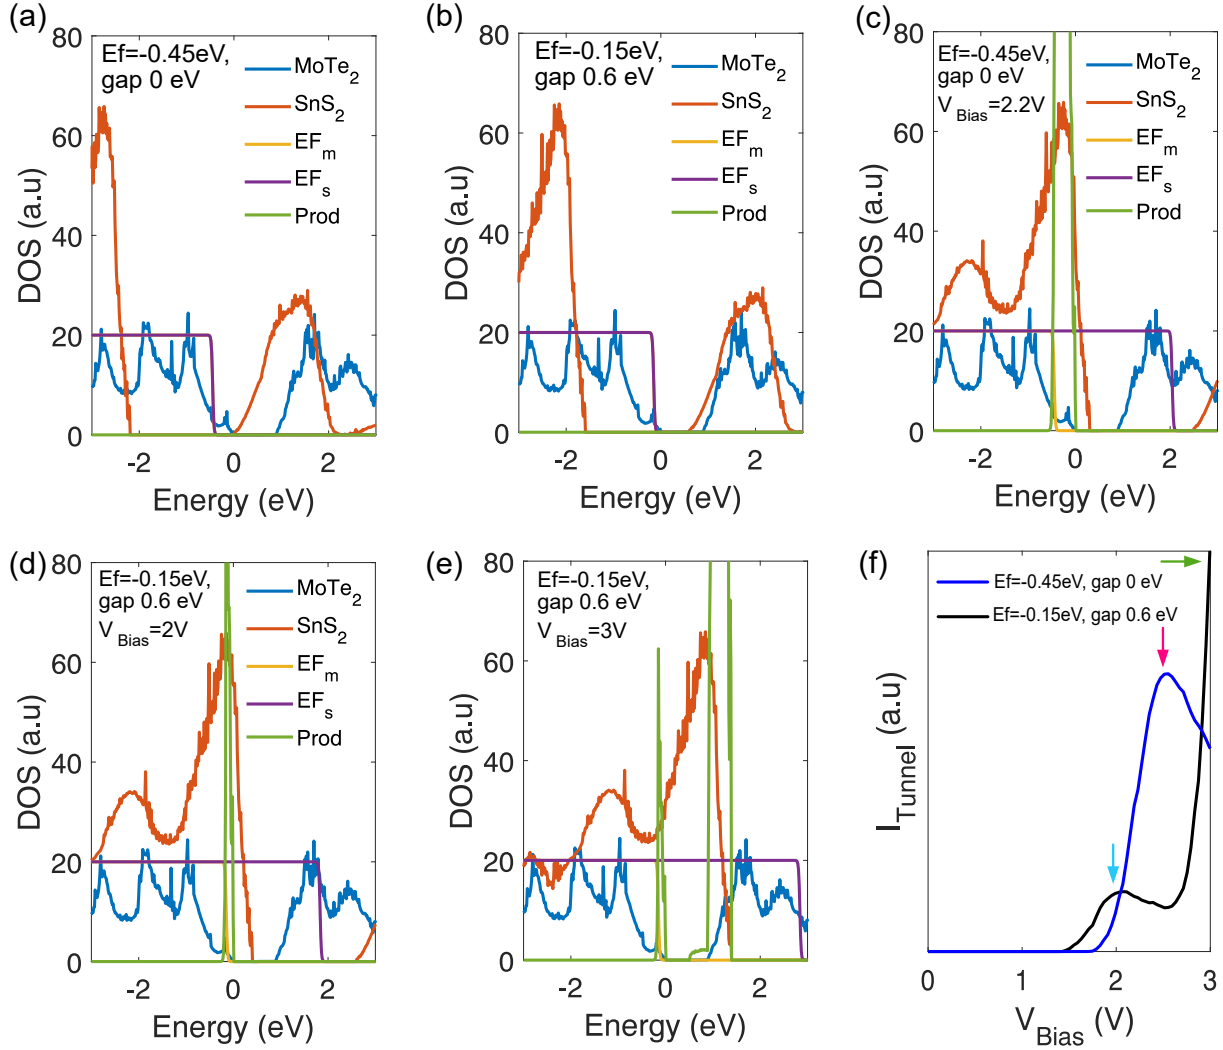 (a)
Ef=-0.45eV,
gap 0 eV
MoTe2
SnS2
EFm
EFs
Prod
DOS (a.u)
80
60
40
20
0
-2
0
2
Energy (eV)
(b)
Ef=-0.15eV,
gap 0.6 eV
MoTe2
SnS2
EFm
EFs
Prod
DOS (a.u)
80
60
40
20
0
-2
0
2
Energy (eV)
(c)
Ef=-0.45eV,
gap 0 eV
V Bias=2.2V
MoTe2
SnS2
EFm
EFs
Prod
DOS (a.u)
80
60
40
20
0
-2
0
2
Energy (eV)
(d)
Ef=-0.15eV,
gap 0.6 eV
V Bias=2V
MoTe2
SnS2
EFm
EFs
Prod
DOS (a.u)
80
60
40
20
0
-2
0
2
Energy (eV)
(e)
Ef=-0.15eV,
gap 0.6 eV
V Bias=3V
DOS (a.u)
80
60
40
20
0
-2
0
2
Energy (eV)
(f)
Ef=-0.45eV, gap 0 eV
Ef=-0.15eV, gap 0.6 eV
ITunnel (a.u)
0
1
2
3
VBias (V)